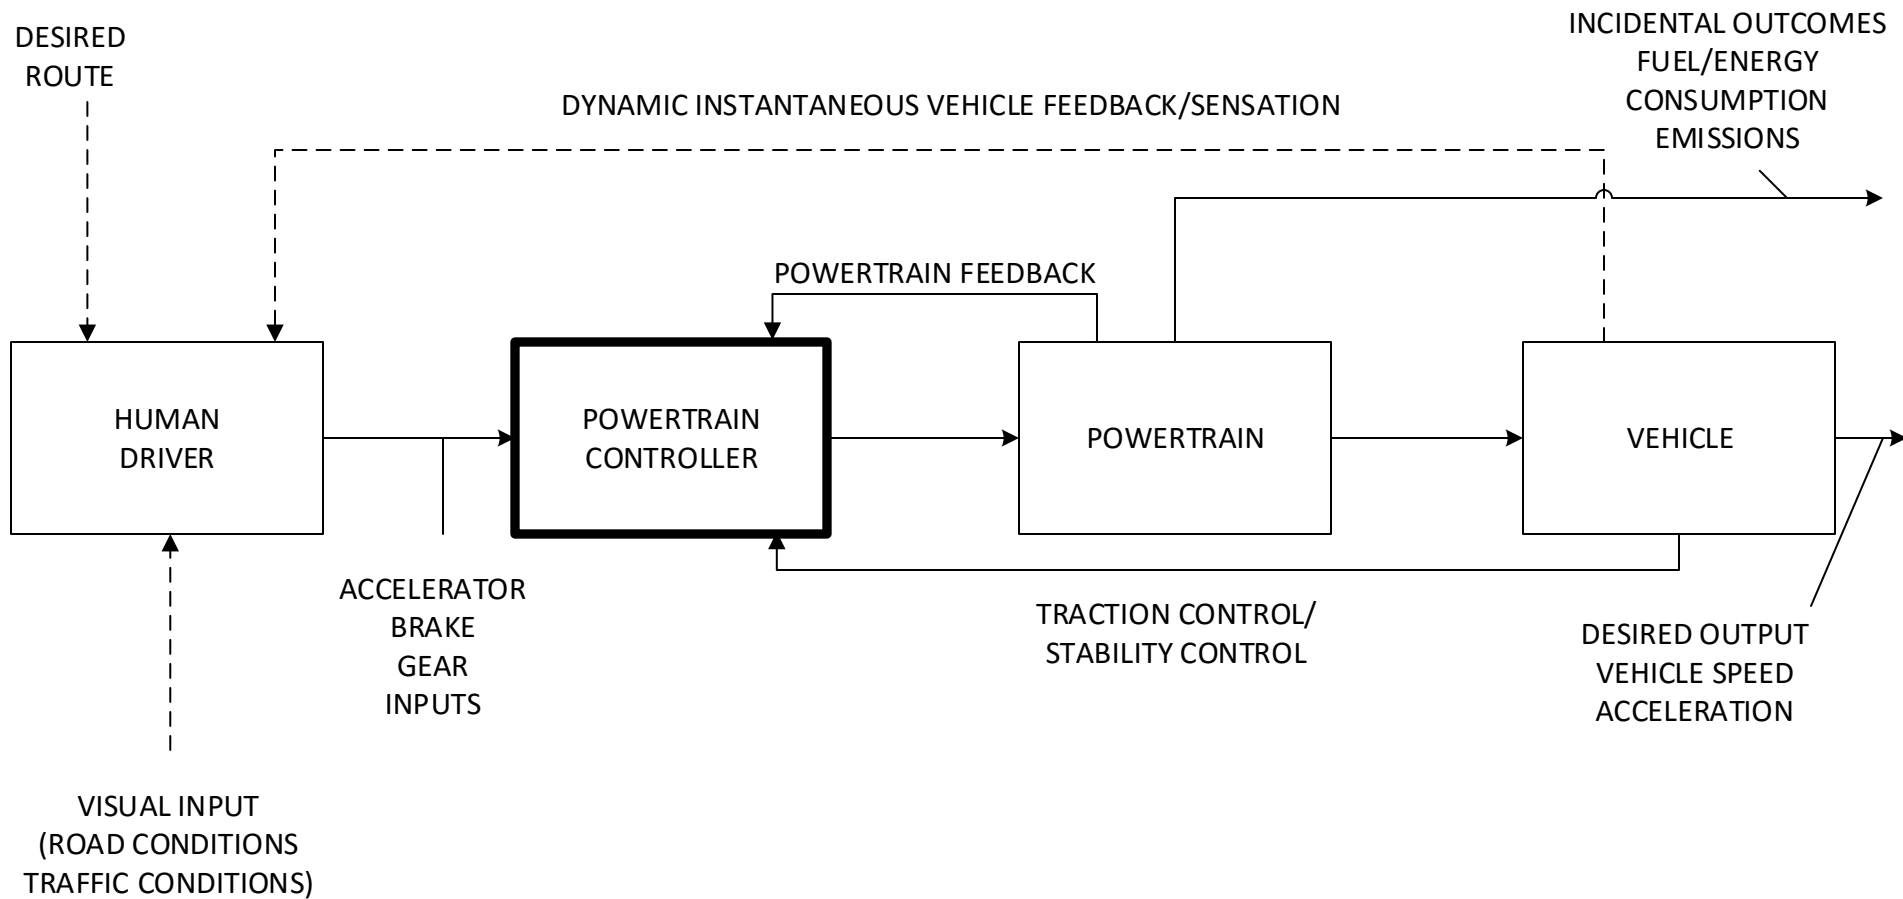 DESIRED
ROUTE
INCIDENTAL OUTCOMES
FUEL/ENERGY
CONSUMPTION
EMISSIONS
DYNAMIC INSTANTANEOUS VEHICLE FEEDBACK/SENSATION
POWERTRAIN FEEDBACK
HUMAN
DRIVER
POWERTRAIN
CONTROLLER
POWERTRAIN
VEHICLE
ACCELERATOR
BRAKE
GEAR
INPUTS
TRACTION CONTROL/
STABILITY CONTROL
DESIRED OUTPUT
VEHICLE SPEED
ACCELERATION
VISUAL INPUT
(ROAD CONDITIONS
TRAFFIC CONDITIONS)